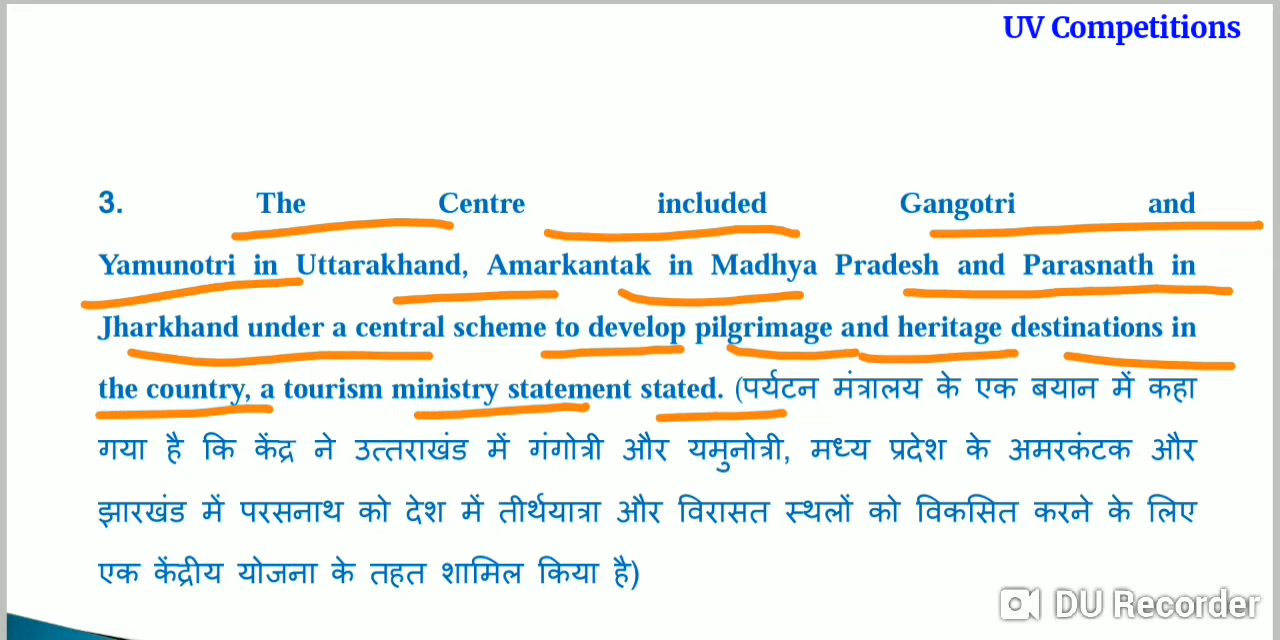 UV Competitions
3. The Centre included Gangotri and
Yamunotri in Uttarakhand, Amarkantak in Madhya Pradesh and Parasnath in
Jharkhand under a central scheme to develop pilgrimage and heritage destinations in
the country, a tourism ministry statement stated. (पर्यटन मंत्रालय के एक बयान में कहा
गया है कि केंद्र ने उत्तराखंड में गंगोत्री और यमुनोत्री, मध्य प्रदेश के अमरकंटक और
झारखंड में परसनाथ को देश में तीर्थयात्रा और विरासत स्थलों को विकसित करने के लिए
एक केंद्रीय योजना के तहत शामिल किया है)
DU Recorder